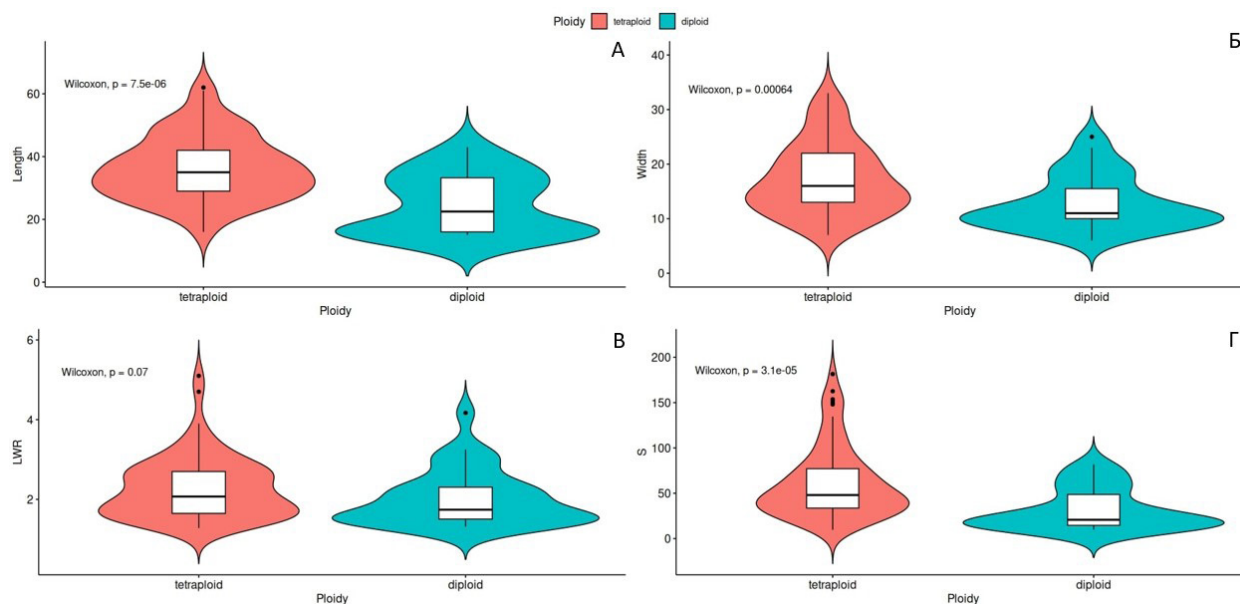 Ploidy tetraploid diploid
А
Wilcoxon, p = 7.5e-06
Length
60
40
20
0
tetraploid diploid
Ploidy
Б
Wilcoxon, p = 0.00064
Width
40
30
20
10
0
tetraploid diploid
Ploidy
В
Wilcoxon, p = 0.07
LWR
6
4
2
tetraploid diploid
Ploidy
Г
Wilcoxon, p = 3.1e-05
S
200
150
100
50
0
tetraploid diploid
Ploidy